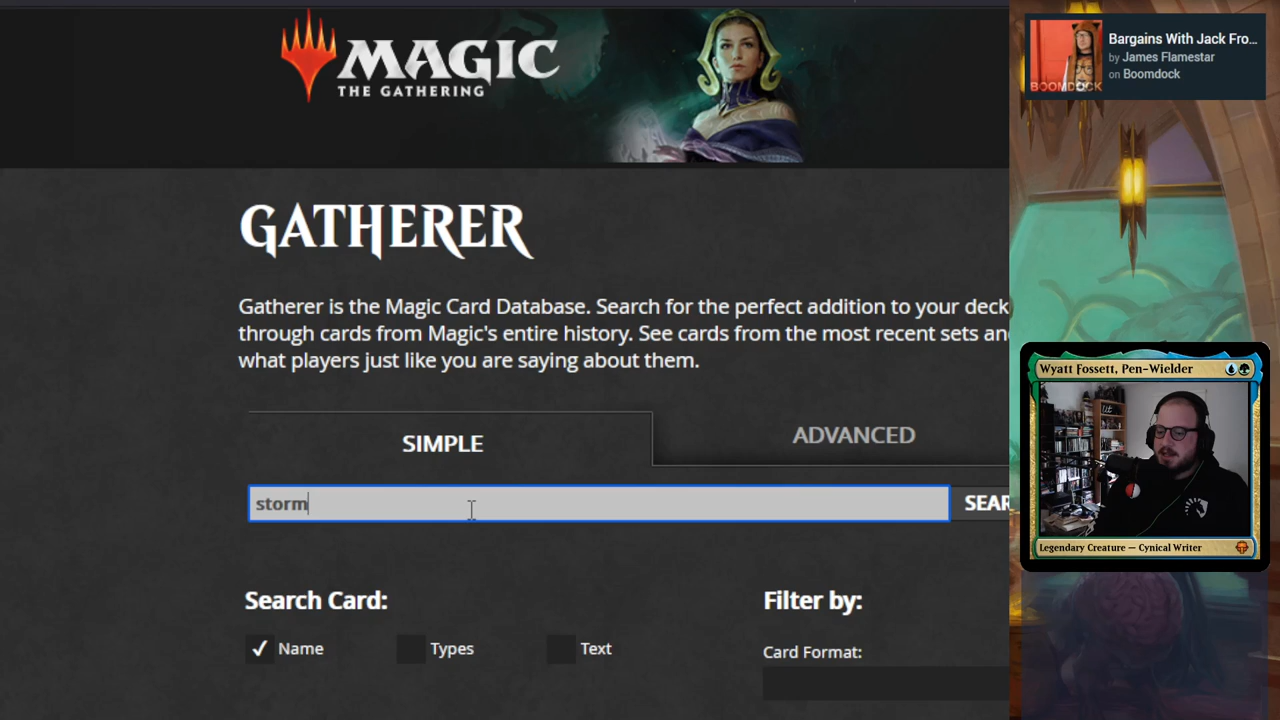 MAGIC
THE GATHERING
GATHERER
Gatherer is the Magic Card Database. Search for the perfect addition to your deck
through cards from Magic's entire history. See cards from the most recent sets an
what players just like you are saying about them.
SIMPLE
ADVANCED
storm
SEAR
Search Card:
✓ Name
Types
Text
Filter by:
Card Format:
Bargains With Jack Fro...
by James Flamestar
on Boomdock
BOOMDOCK
Wyatt Fossett, Pen-Wielder
Legendary Creature — Cynical Writer